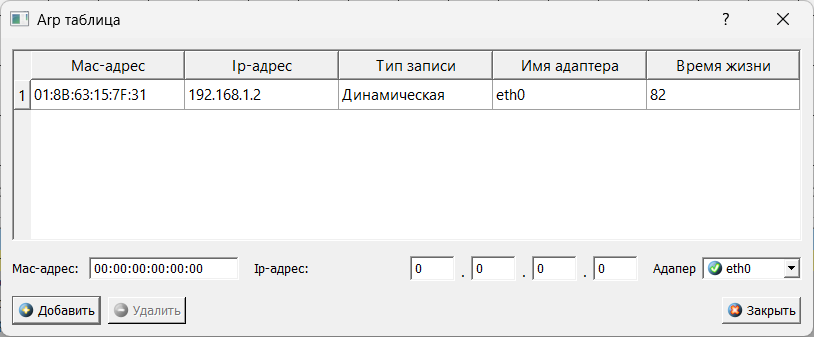 Arp таблица
Мас-адрес Ip-адрес Тип записи Имя адаптера Время жизни
1 01:8B:63:15:7F:31 192.168.1.2 Динамическая eth0 82
Мас-адрес: 00:00:00:00:00:00 Ip-адрес: 0 . 0 . 0 . 0 Адапер eth0
Добавить Удалить Закрыть